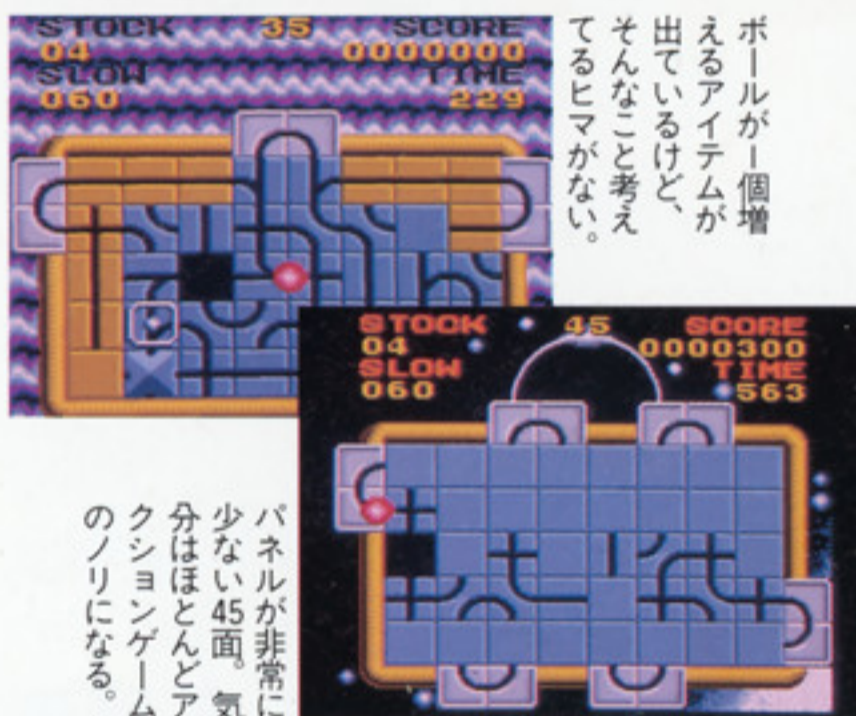 STOCK 35 SCORE
04 0000000
SLOW TIME
060 229
ボールが一個増
えるアイテムが
出ているけど、
そんなこと考え
てるヒマがない。
STOCK 45 SCORE
04 0000300
SLOW TIME
060 563
パネルが非常に
少ない45面。気
分はほとんどア
クションゲーム
のノリになる。